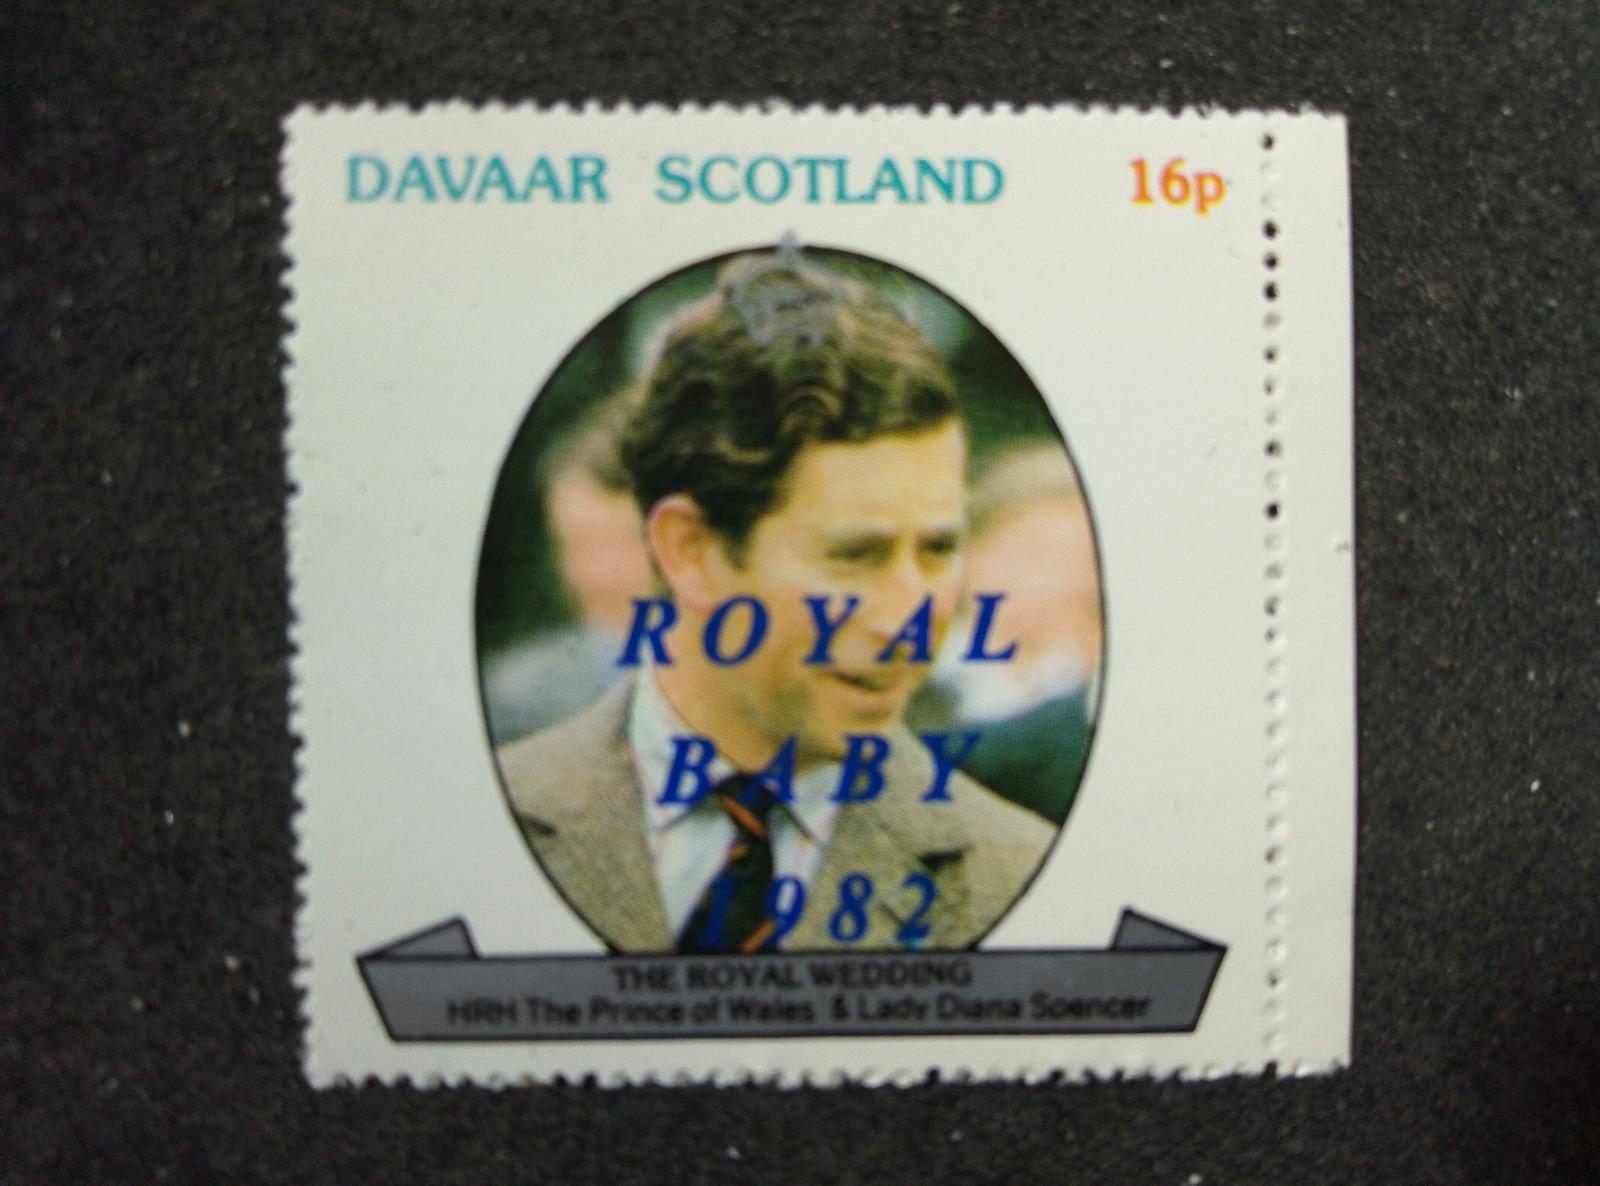 DAVAAR SCOTLAND 16p
ROYAL
BABY
1982
THE ROYAL WEDDING
HRH The Prince of Wales & Lady Diana Spencer